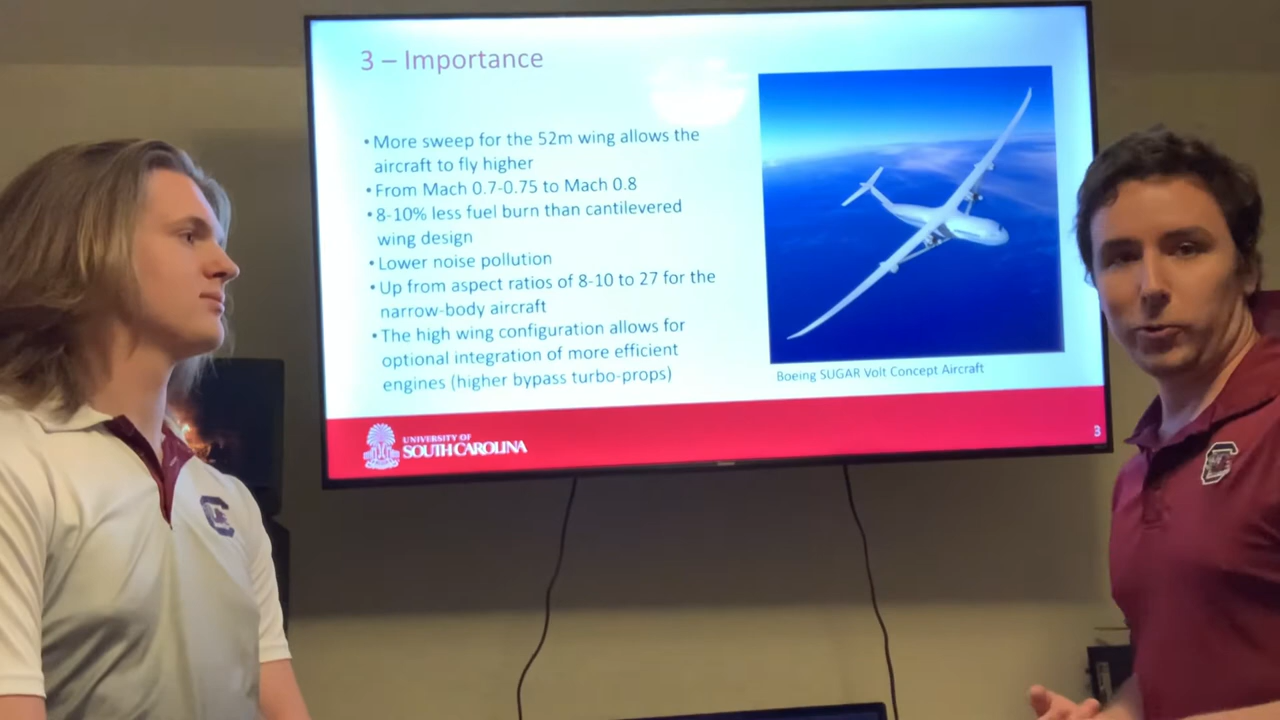 3 – Importance
• More sweep for the 52m wing allows the
aircraft to fly higher
• From Mach 0.7-0.75 to Mach 0.8
• 8-10% less fuel burn than cantilevered
wing design
• Lower noise pollution
• Up from aspect ratios of 8-10 to 27 for the
narrow-body aircraft
• The high wing configuration allows for
optional integration of more efficient
engines (higher bypass turbo-props)
Boeing SUGAR Volt Concept Aircraft
UNIVERSITY OF
SOUTH CAROLINA
3